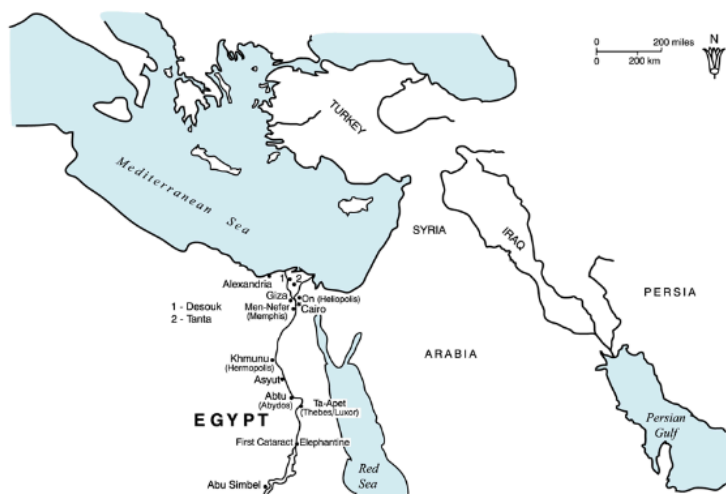 N
0 200 miles
0 200 km
TURKEY
Mediterranean Sea
SYRIA
IRAQ
PERSIA
Alexandria
1
2
Giza
On (Heliopolis)
1 - Desouk
Men-Nefer
Cairo
2 - Tanta
(Memphis)
ARABIA
Khmunu
(Hermopolis)
Asyut
Abtu
(Abydos)
Ta-Apet
(Thebes/Luxor)
EGYPT
Persian
Gulf
First Cataract
Elephantine
Red
Sea
Abu Simbel